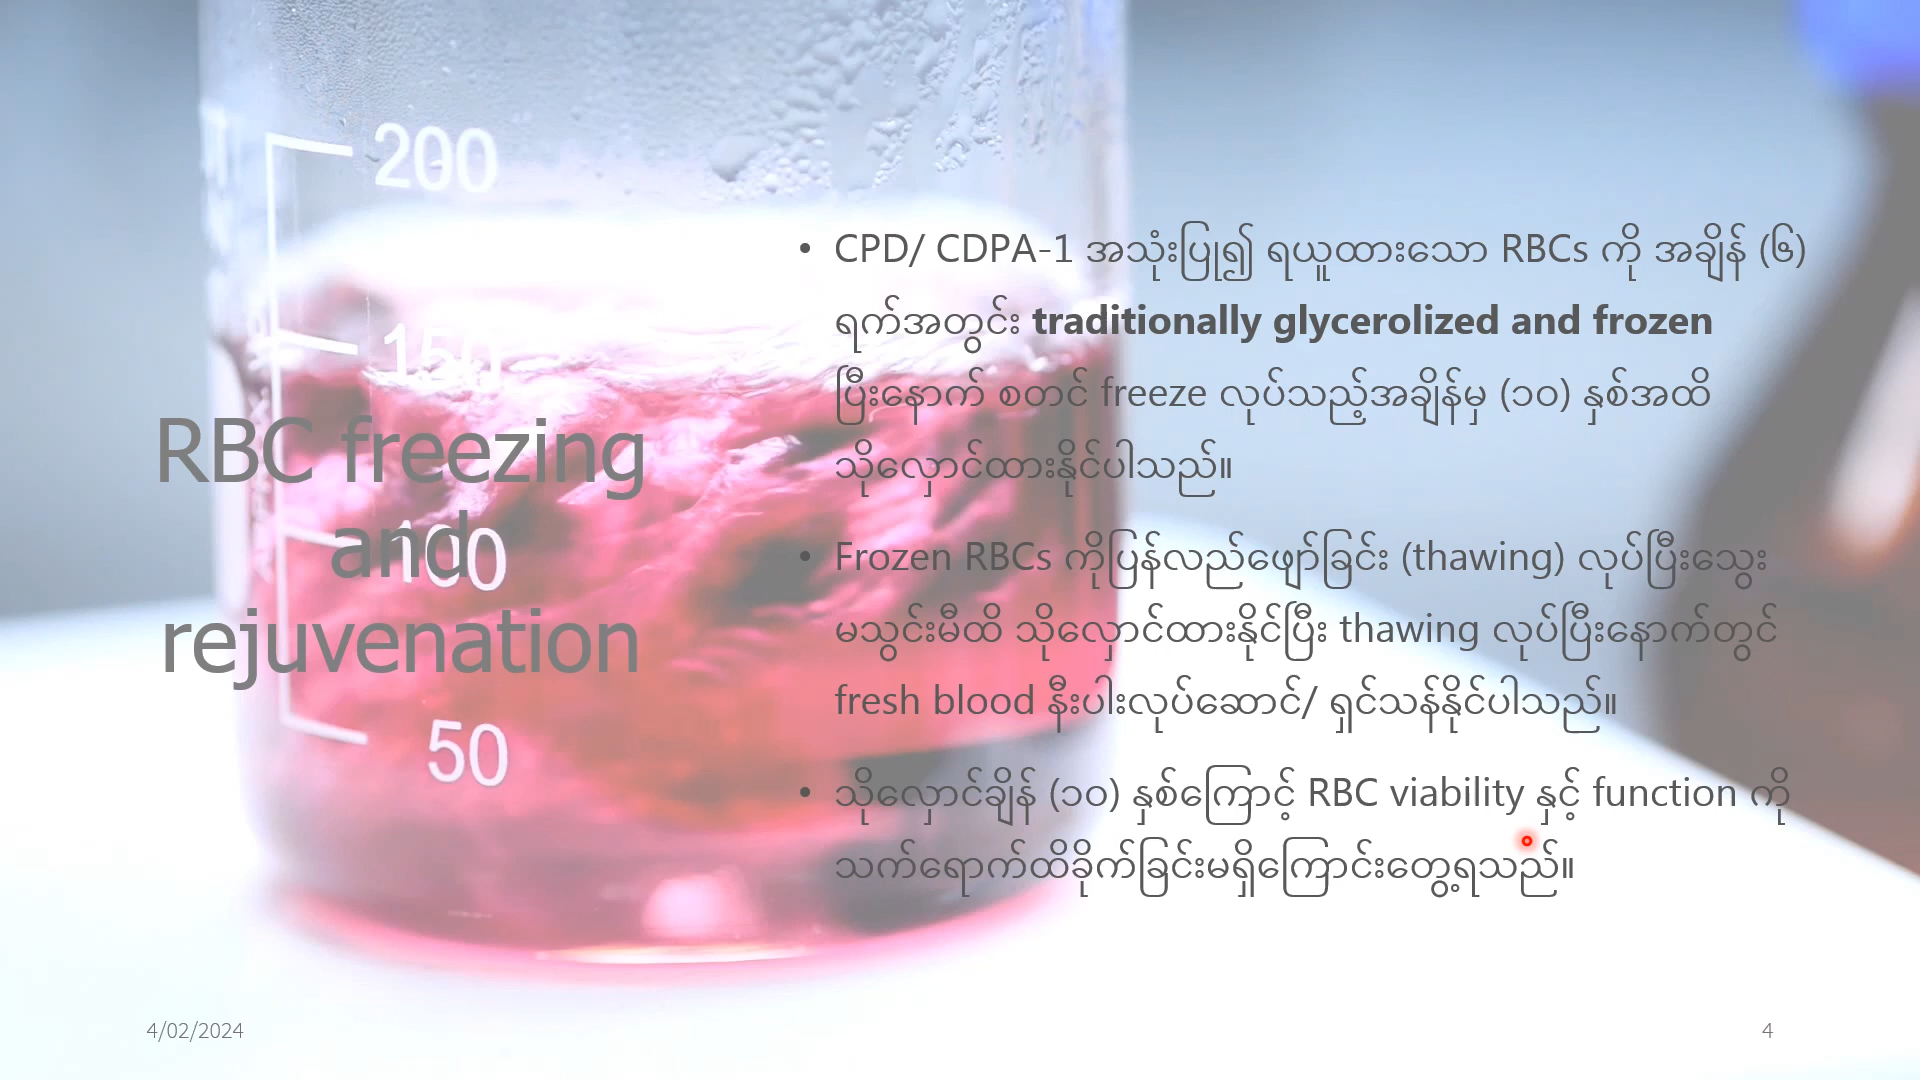 200
150
100
50
RBC freezing
and
rejuvenation
• CPD/ CDPA-1 အသုံးပြု၍ ရယူထားသော RBCs ကို အချိန် (၆)
ရက်အတွင်း traditionally glycerolized and frozen
ပြီးနောက် စတင် freeze လုပ်သည့်အချိန်မှ (၁၀) နှစ်အထိ
သိုလှောင်ထားနိုင်ပါသည်။
• Frozen RBCs ကိုပြန်လည်ဖျော်ခြင်း (thawing) လုပ်ပြီးသွေး
မသွင်းမီထိ သိုလှောင်ထားနိုင်ပြီး thawing လုပ်ပြီးနောက်တွင်
fresh blood နီးပါးလုပ်ဆောင်/ ရှင်သန်နိုင်ပါသည်။
• သိုလှောင်ချိန် (၁၀) နှစ်ကြောင့် RBC viability နှင့် function ကို
သက်ရောက်ထိခိုက်ခြင်းမရှိကြောင်းတွေ့ရသည်။
4/02/2024
4